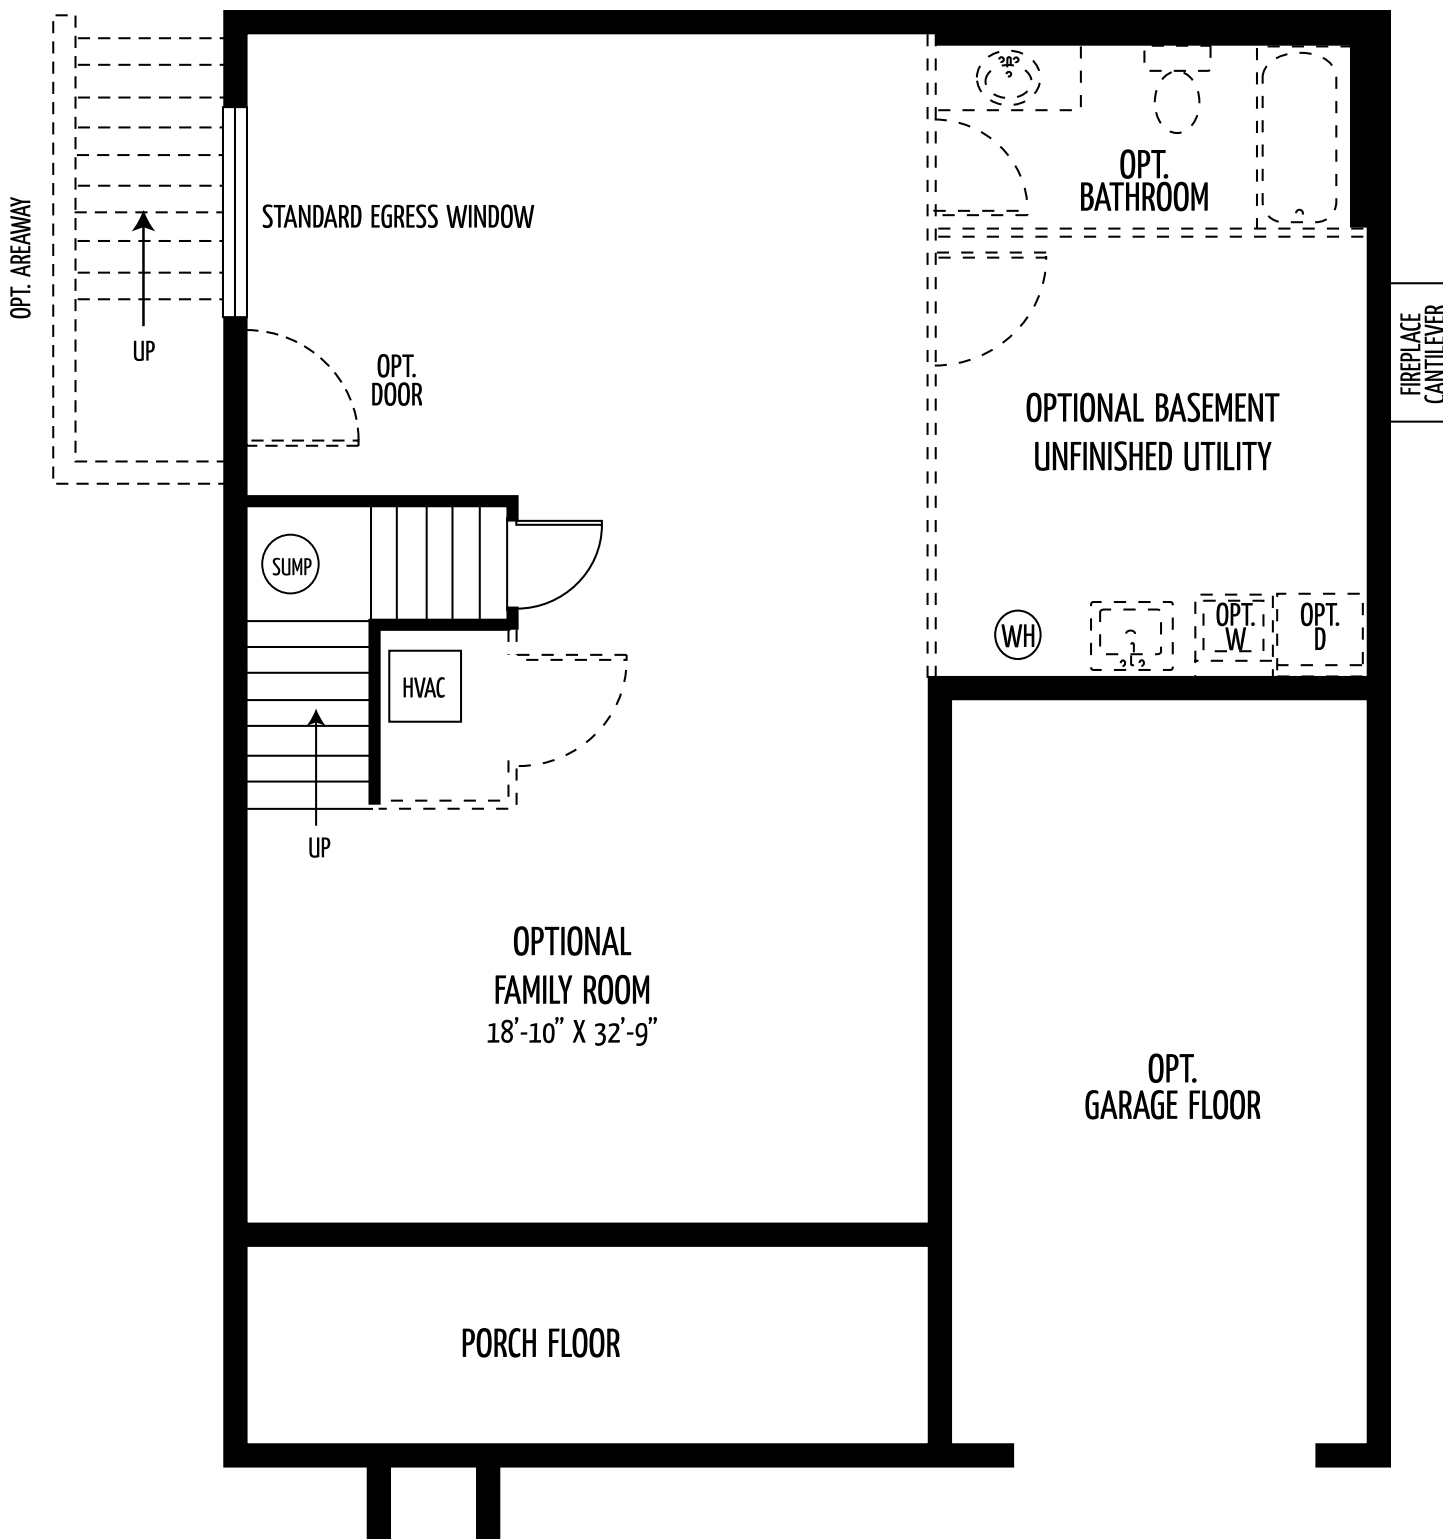 OPT.
BATHROOM
STANDARD EGRESS WINDOW
OPT. AREAWAY
UP
OPT.
DOOR
FIREPLACE
CANTILEVER
OPTIONAL BASEMENT
UNFINISHED UTILITY
SUMP
WH
OPT.
W
OPT.
D
HVAC
UP
OPTIONAL
FAMILY ROOM
18'-10” X 32'-9”
OPT.
GARAGE FLOOR
PORCH FLOOR